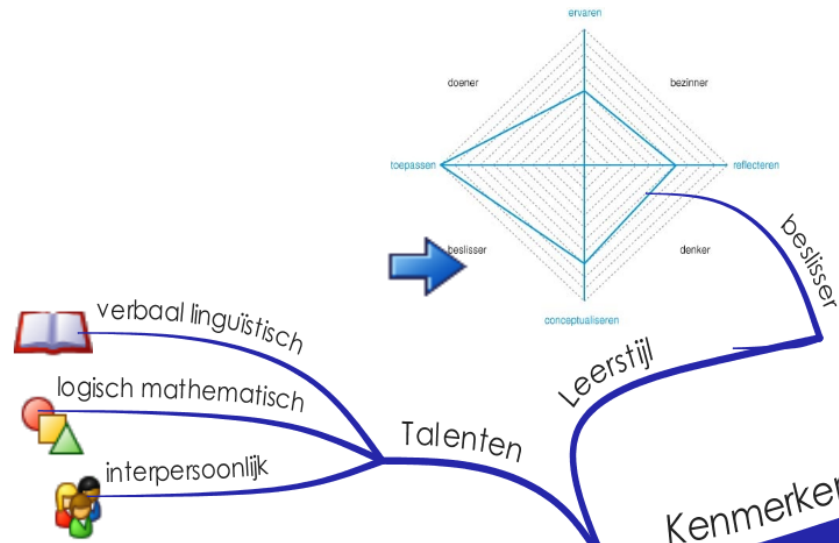 ervaren
doener
bezinner
toepassen
reflecteren
beslisser
denker
conceptualiseren
beslisser
Leerstijl
verbaal linguïstisch
logisch mathematisch
interpersoonlijk
Talenten
Kenmerken